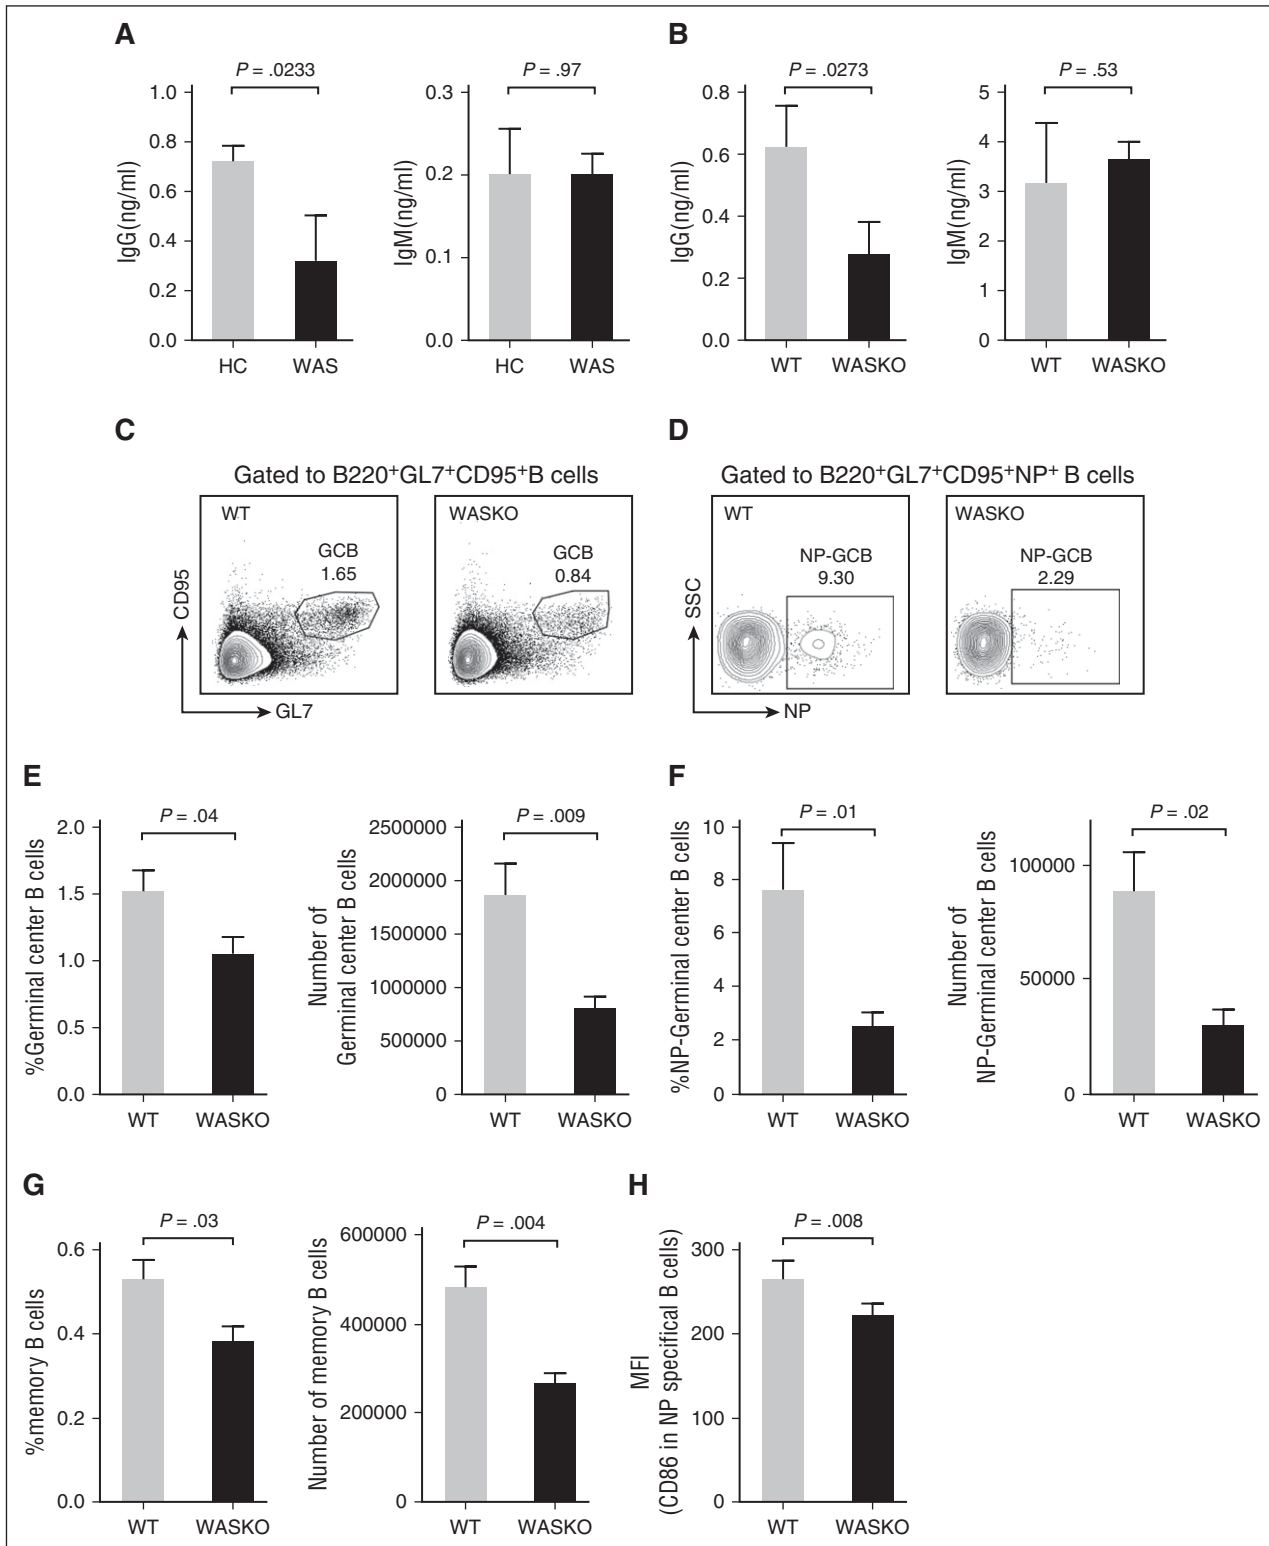 A
P = .0233
IgG(ng/ml)
1.0
0.8
0.6
0.4
0.2
0.0
HC
WAS
P = .97
IgM(ng/ml)
0.3
0.2
0.1
0.0
HC
WAS
B
P = .0273
IgG(ng/ml)
0.8
0.6
0.4
0.2
0.0
WT
WASKO
P = .53
IgM(ng/ml)
5
4
3
2
1
0
WT
WASKO
C
Gated to B220⁺GL7⁺CD95⁺B cells
WT
GCB
1.65
WASKO
GCB
0.84
CD95
GL7
D
Gated to B220⁺GL7⁺CD95⁺NP⁺ B cells
WT
NP-GCB
9.30
WASKO
NP-GCB
2.29
SSC
NP
E
P = .04
%Germinal center B cells
2.0
1.5
1.0
0.5
0.0
WT
WASKO
P = .009
Number of
Germinal center B cells
2500000
2000000
1500000
1000000
500000
0
WT
WASKO
F
P = .01
%NP-Germinal center B cells
10
8
6
4
2
0
WT
WASKO
P = .02
Number of
NP-Germinal center B cells
100000
50000
0
WT
WASKO
G
P = .03
%memory B cells
0.6
0.4
0.2
0.0
WT
WASKO
P = .004
Number of memory B cells
600000
400000
200000
0
WT
WASKO
H
P = .008
MFI
(CD86 in NP specifical B cells)
300
200
100
0
WT
WASKO